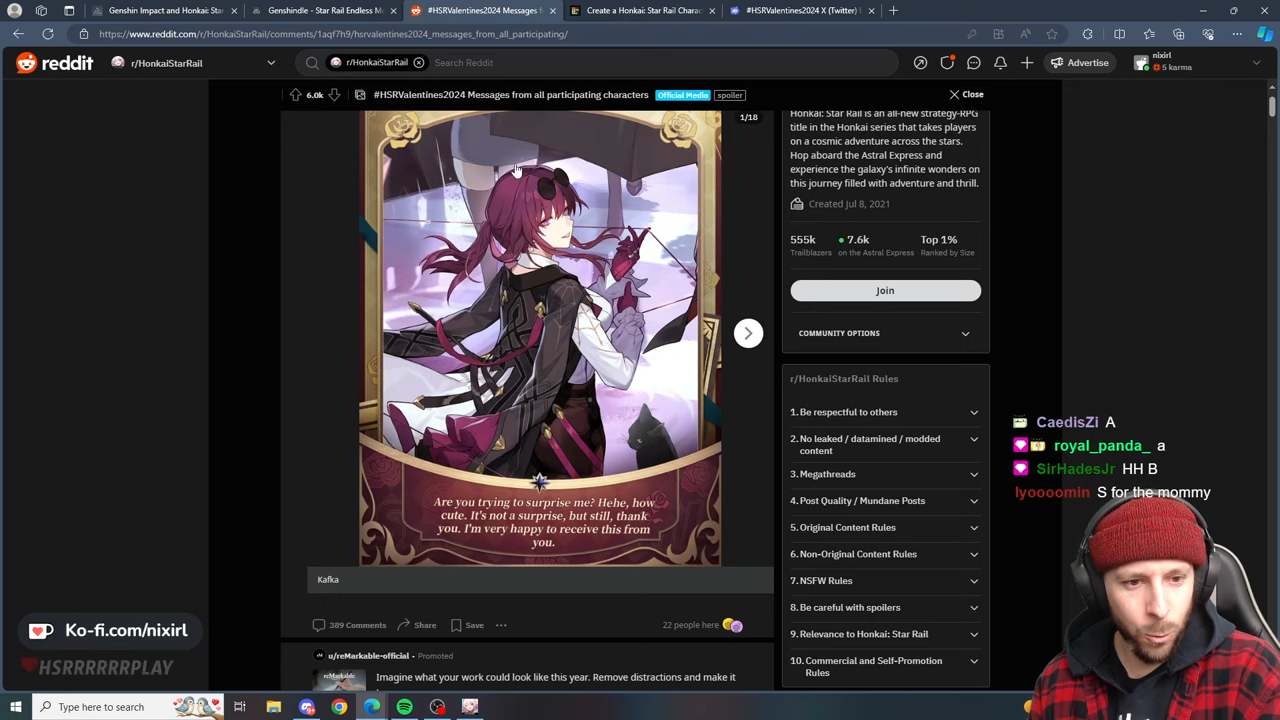 Genshin Impact and Honkai: Star
Genshindle - Star Rail Endless M
#HSRValentines2024 Messages f
Create a Honkai: Star Rail Charac
#HSRValentines2024 X (Twitter)
https://www.reddit.com/r/HonkaiStarRail/comments/1aqf7h9/hsrvalentines2024_messages_from_all_participating/
reddit
r/HonkaiStarRail
r/HonkaiStarRail
Search Reddit
Advertise
nixirl
5 karma
6.0k
#HSRValentines2024 Messages from all participating characters
Official Media
spoiler
Close
1/18
Honkai: Star Rail is an all-new strategy-RPG
title in the Honkai series that takes players
on a cosmic adventure across the stars.
Hop aboard the Astral Express and
experience the galaxy's infinite wonders on
this journey filled with adventure and thrill.
Created Jul 8, 2021
555k
7.6k
Top 1%
Trailblazers
on the Astral Express
Ranked by Size
Join
COMMUNITY OPTIONS
r/HonkaiStarRail Rules
1. Be respectful to others
2. No leaked / datamined / modded
content
3. Megathreads
4. Post Quality / Mundane Posts
5. Original Content Rules
6. Non-Original Content Rules
7. NSFW Rules
8. Be careful with spoilers
9. Relevance to Honkai: Star Rail
10. Commercial and Self-Promotion
Rules
Are you trying to surprise me? Hehe, how
cute. It's not a surprise, but still, thank
you. I'm very happy to receive this from
you.
Kafka
389 Comments
Share
Save
22 people here
u/reMarkable-official • Promoted
Imagine what your work could look like this year. Remove distractions and make it
reMarkable
CaedisZi A
royal_panda_ a
SirHadesJr HH B
lyoooomin S for the mommy
Ko-fi.com/nixirl
HSRRRRRRPLAY
Type here to search